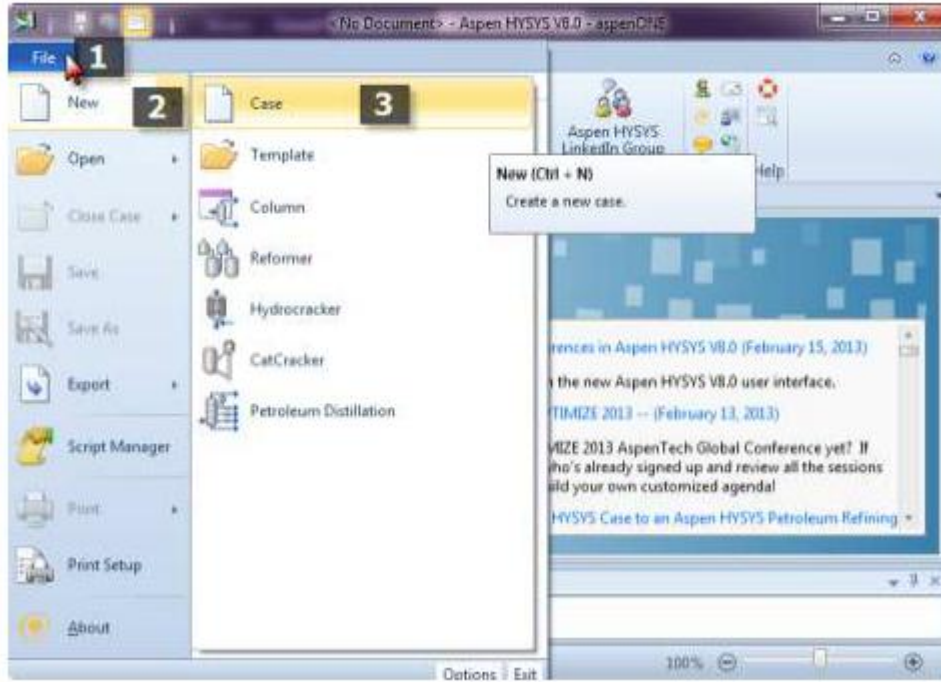 <No Document> - Aspen HYSYS V8.0 - aspenONE
File
1
New
2
Case
3
Open
Template
Close Case
Column
Save
Reformer
Save As
Hydrocracker
Export
CatCracker
Script Manager
Petroleum Distillation
Print
Print Setup
About
Options
Exit
Aspen HYSYS
LinkedIn Group
Help
New (Ctrl + N)
Create a new case.
rences in Aspen HYSYS V8.0 (February 15, 2013)
the new Aspen HYSYS V8.0 user interface.
TIMIZE 2013 -- (February 13, 2013)
MIZE 2013 AspenTech Global Conference yet? If
who's already signed up and review all the sessions
ild your own customized agenda!
HYSYS Case to an Aspen HYSYS Petroleum Refining
100%